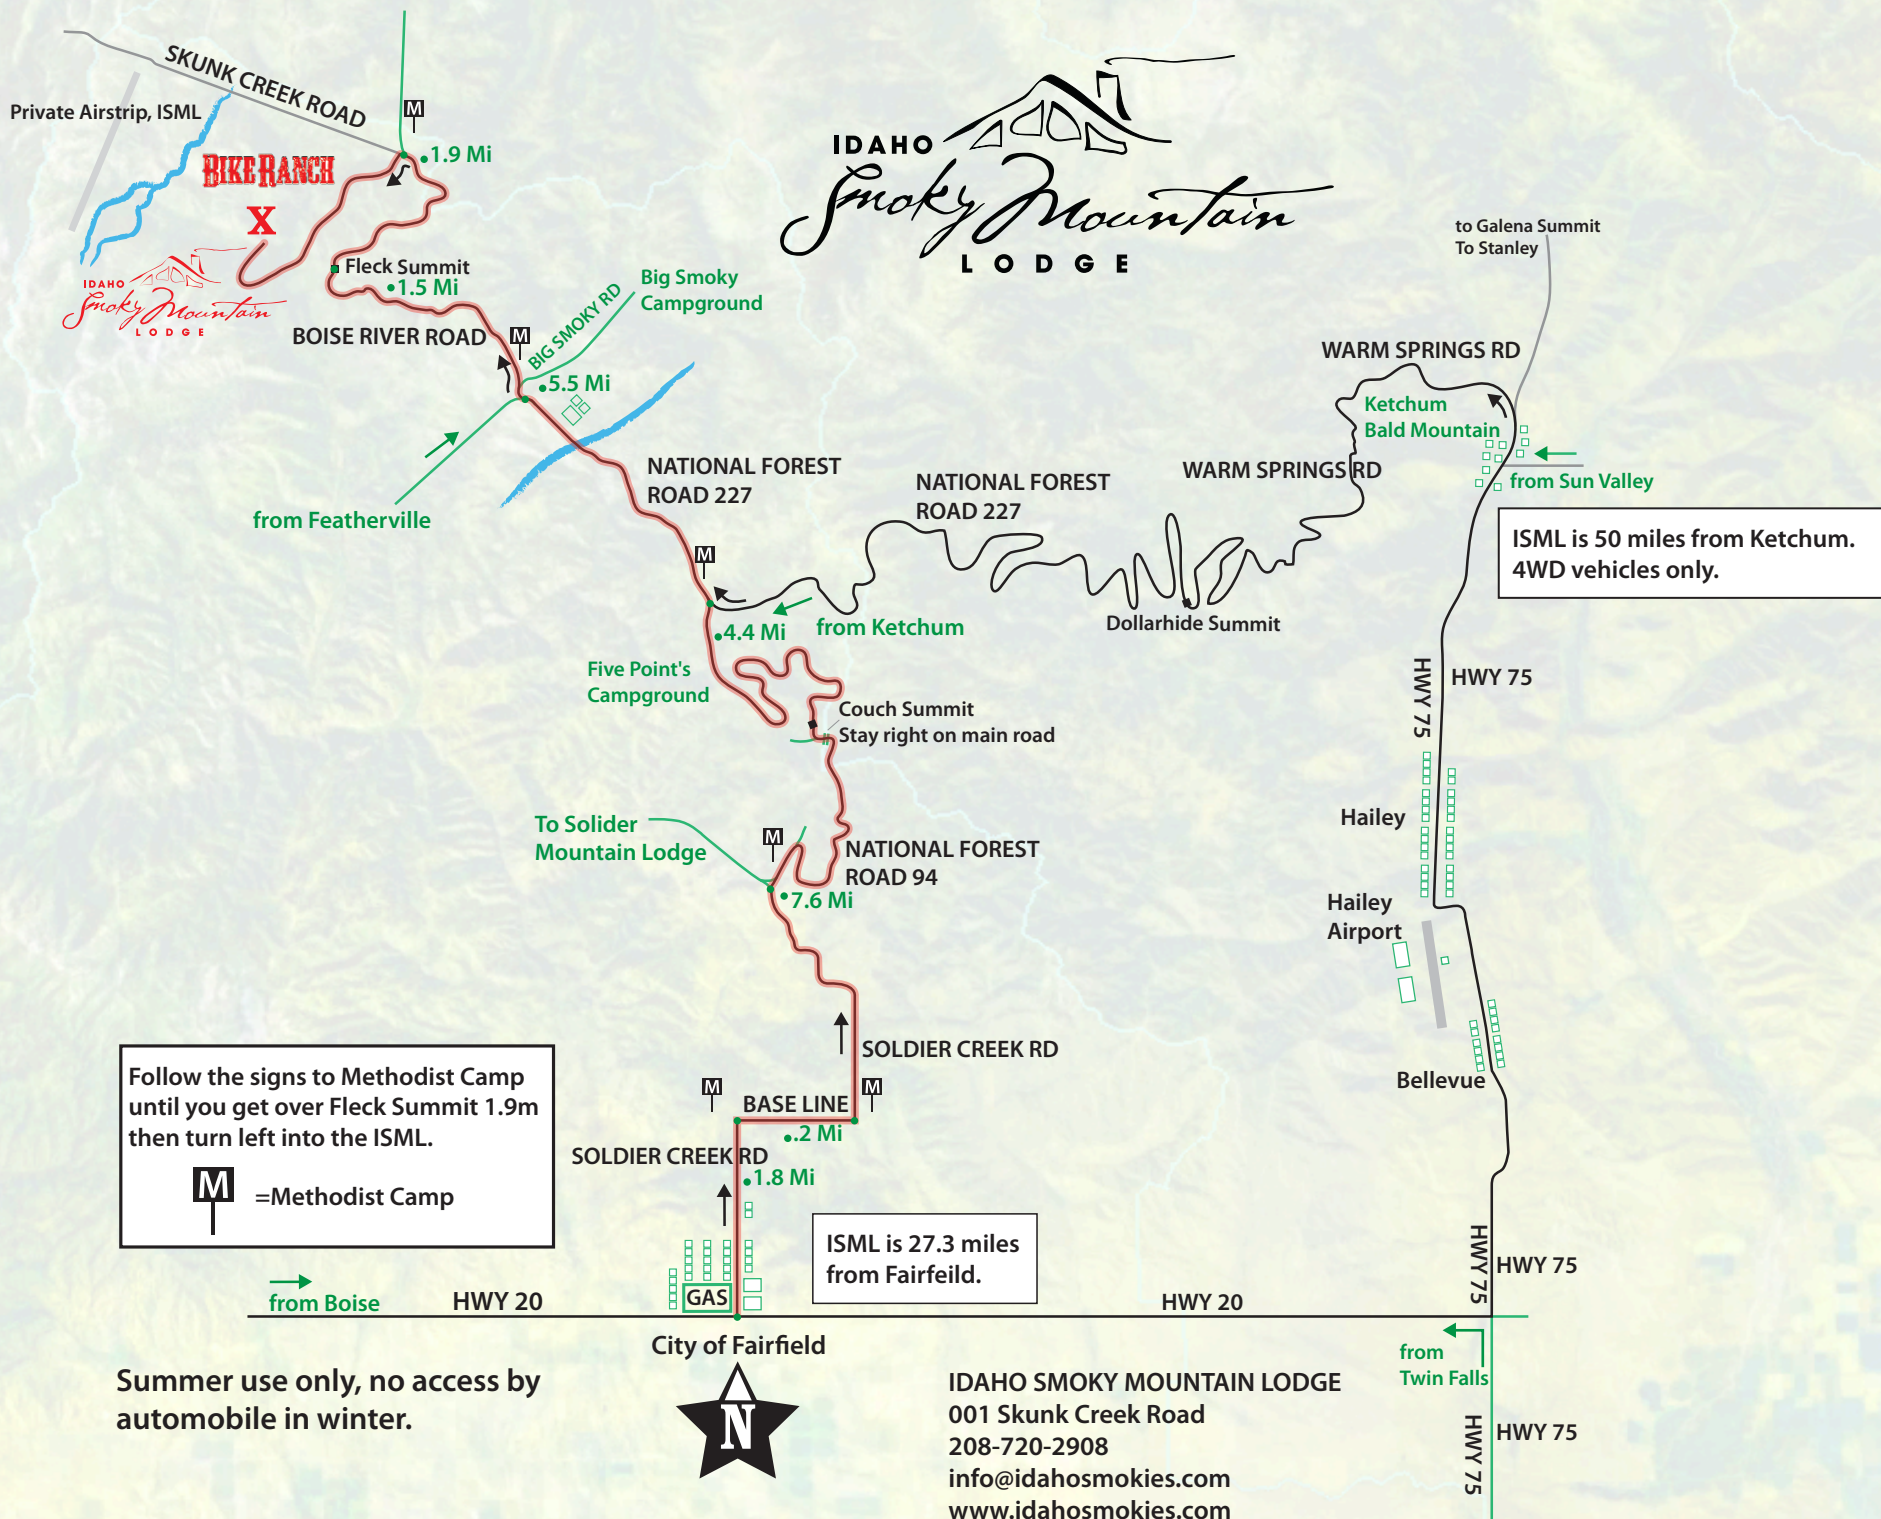 SKUNK CREEK ROAD
Private Airstrip, ISML
M
1.9 Mi
BIKE RANCH
X
IDAHO
Smoky Mountain
LODGE
IDAHO
Smoky Mountain
LODGE
Fleck Summit
1.5 Mi
BOISE RIVER ROAD
M
BIG SMOKY RD
Big Smoky
Campground
5.5 Mi
from Featherville
to Galena Summit
To Stanley
WARM SPRINGS RD
Ketchum
Bald Mountain
WARM SPRINGS RD
from Sun Valley
ISML is 50 miles from Ketchum.
4WD vehicles only.
NATIONAL FOREST
ROAD 227
NATIONAL FOREST
ROAD 227
M
4.4 Mi
from Ketchum
Dollarhide Summit
Five Point's
Campground
Couch Summit
Stay right on main road
HWY 75
HWY 75
To Solider
Mountain Lodge
M
NATIONAL FOREST
ROAD 94
7.6 Mi
Hailey
Hailey
Airport
Bellevue
SOLDIER CREEK RD
M
M
BASE LINE
.2 Mi
SOLDIER CREEK RD
1.8 Mi
Follow the signs to Methodist Camp
until you get over Fleck Summit 1.9m
then turn left into the ISML.
M
=Methodist Camp
ISML is 27.3 miles
from Fairfeild.
from Boise
HWY 20
GAS
HWY 20
HWY 75
HWY 75
City of Fairfield
N
from
Twin Falls
HWY 75
HWY 75
Summer use only, no access by
automobile in winter.
IDAHO SMOKY MOUNTAIN LODGE
001 Skunk Creek Road
208-720-2908
info@idahosmokies.com
www.idahosmokies.com